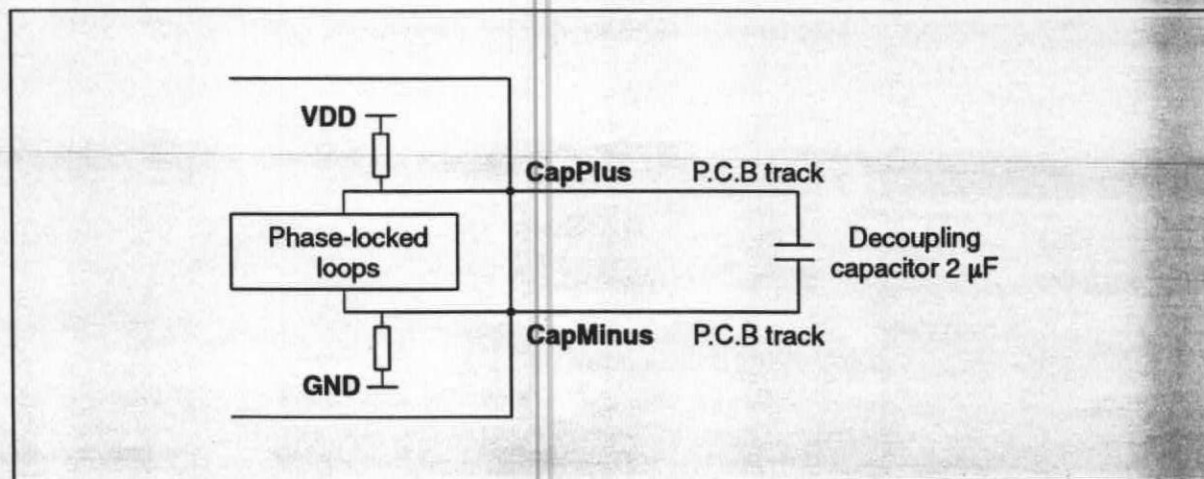 VDD
CapPlus P.C.B track
Phase-locked
loops
Decoupling
capacitor 2 µF
CapMinus P.C.B track
GND